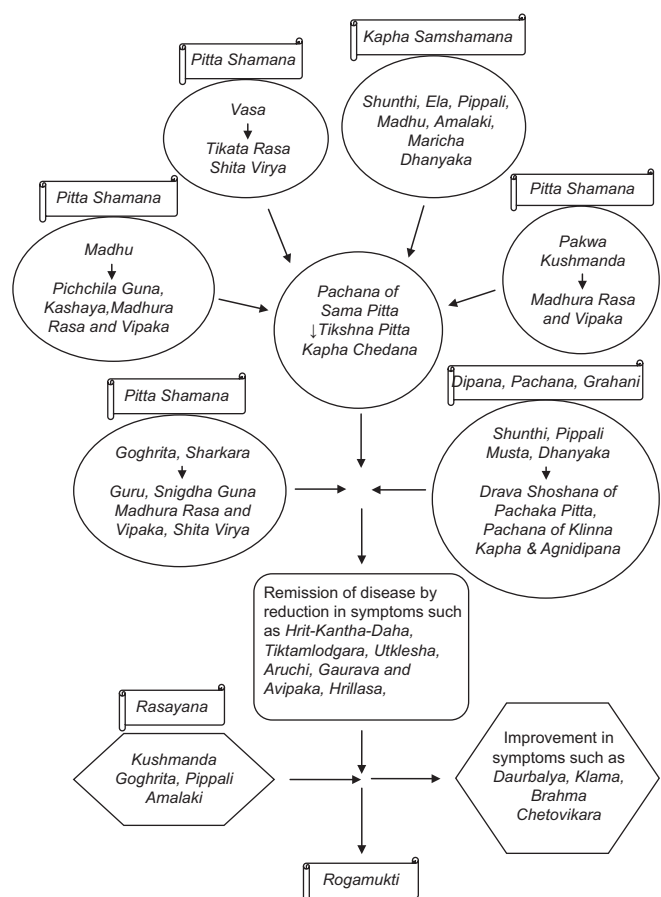 Kapha Samshamana
Shunthi, Ela, Pippali,
Madhu, Amalaki,
Maricha
Dhanyaka
Pitta Shamana
Vasa
↓
Tikata Rasa
Shita Virya
Pitta Shamana
Madhu
↓
Pichchila Guna,
Kashaya,Madhura
Rasa and Vipaka
Pitta Shamana
Pakwa
Kushmanda
↓
Madhura Rasa
and Vipaka
Pachana of
Sama Pitta
↓Tikshna Pitta
Kapha Chedana
Pitta Shamana
Goghrita, Sharkara
↓
Guru, Snigdha Guna
Madhura Rasa and
Vipaka, Shita Virya
Dipana, Pachana, Grahani
Shunthi, Pippali
Musta, Dhanyaka
↓
Drava Shoshana of
Pachaka Pitta,
Pachana of Klinna
Kapha & Agnidipana
Remission of disease by
reduction in symptoms such
as Hrit-Kantha-Daha,
Tiktamlodgara, Utklesha,
Aruchi, Gaurava and
Avipaka, Hrillasa,
Rasayana
Kushmanda
Goghrita, Pippali
Amalaki
Improvement in
symptoms such as
Daurbalya, Klama,
Brahma
Chetovikara
Rogamukti